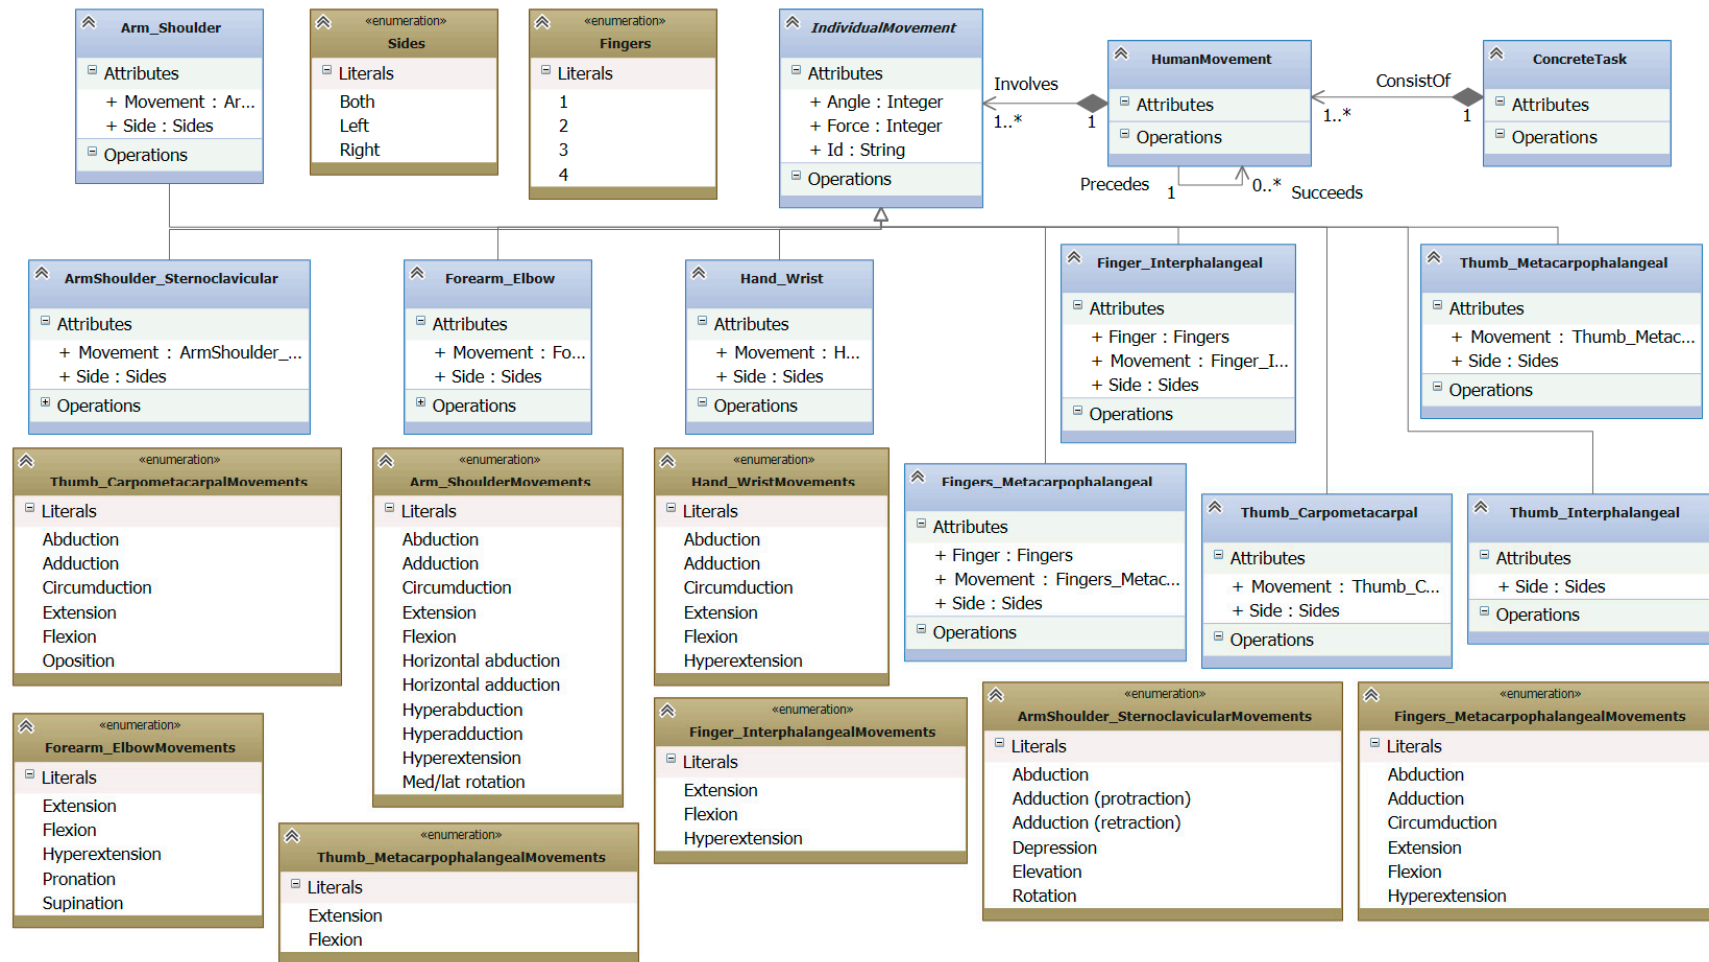 Arm_Shoulder
Attributes
+ Movement : Ar...
+ Side : Sides
Operations
«enumeration»
Sides
Literals
Both
Left
Right
«enumeration»
Fingers
Literals
1
2
3
4
IndividualMovement
Attributes
+ Angle : Integer
+ Force : Integer
+ Id : String
Operations
Involves
1..*
1
HumanMovement
Attributes
Operations
Precedes
1
0..*
Succeeds
ConsistOf
1..*
1
ConcreteTask
Attributes
Operations
ArmShoulder_Sternoclavicular
Attributes
+ Movement : ArmShoulder_...
+ Side : Sides
Operations
Forearm_Elbow
Attributes
+ Movement : Fo...
+ Side : Sides
Operations
Hand_Wrist
Attributes
+ Movement : H...
+ Side : Sides
Operations
Finger_Interphalangeal
Attributes
+ Finger : Fingers
+ Movement : Finger_I...
+ Side : Sides
Operations
Thumb_Metacarpophalangeal
Attributes
+ Movement : Thumb_Metac...
+ Side : Sides
Operations
«enumeration»
Thumb_CarpometacarpalMovements
Literals
Abduction
Adduction
Circumduction
Extension
Flexion
Oposition
«enumeration»
Arm_ShoulderMovements
Literals
Abduction
Adduction
Circumduction
Extension
Flexion
Horizontal abduction
Horizontal adduction
Hyperabduction
Hyperadduction
Hyperextension
Med/lat rotation
«enumeration»
Hand_WristMovements
Literals
Abduction
Adduction
Circumduction
Extension
Flexion
Hyperextension
Fingers_Metacarpophalangeal
Attributes
+ Finger : Fingers
+ Movement : Fingers_Metac...
+ Side : Sides
Operations
Thumb_Carpometacarpal
Attributes
+ Movement : Thumb_C...
+ Side : Sides
Operations
Thumb_Interphalangeal
Attributes
+ Side : Sides
Operations
«enumeration»
Forearm_ElbowMovements
Literals
Extension
Flexion
Hyperextension
Pronation
Supination
«enumeration»
Thumb_MetacarpophalangealMovements
Literals
Extension
Flexion
«enumeration»
Finger_InterphalangealMovements
Literals
Extension
Flexion
Hyperextension
«enumeration»
ArmShoulder_SternoclavicularMovements
Literals
Abduction
Adduction (protraction)
Adduction (retraction)
Depression
Elevation
Rotation
«enumeration»
Fingers_MetacarpophalangealMovements
Literals
Abduction
Adduction
Circumduction
Extension
Flexion
Hyperextension